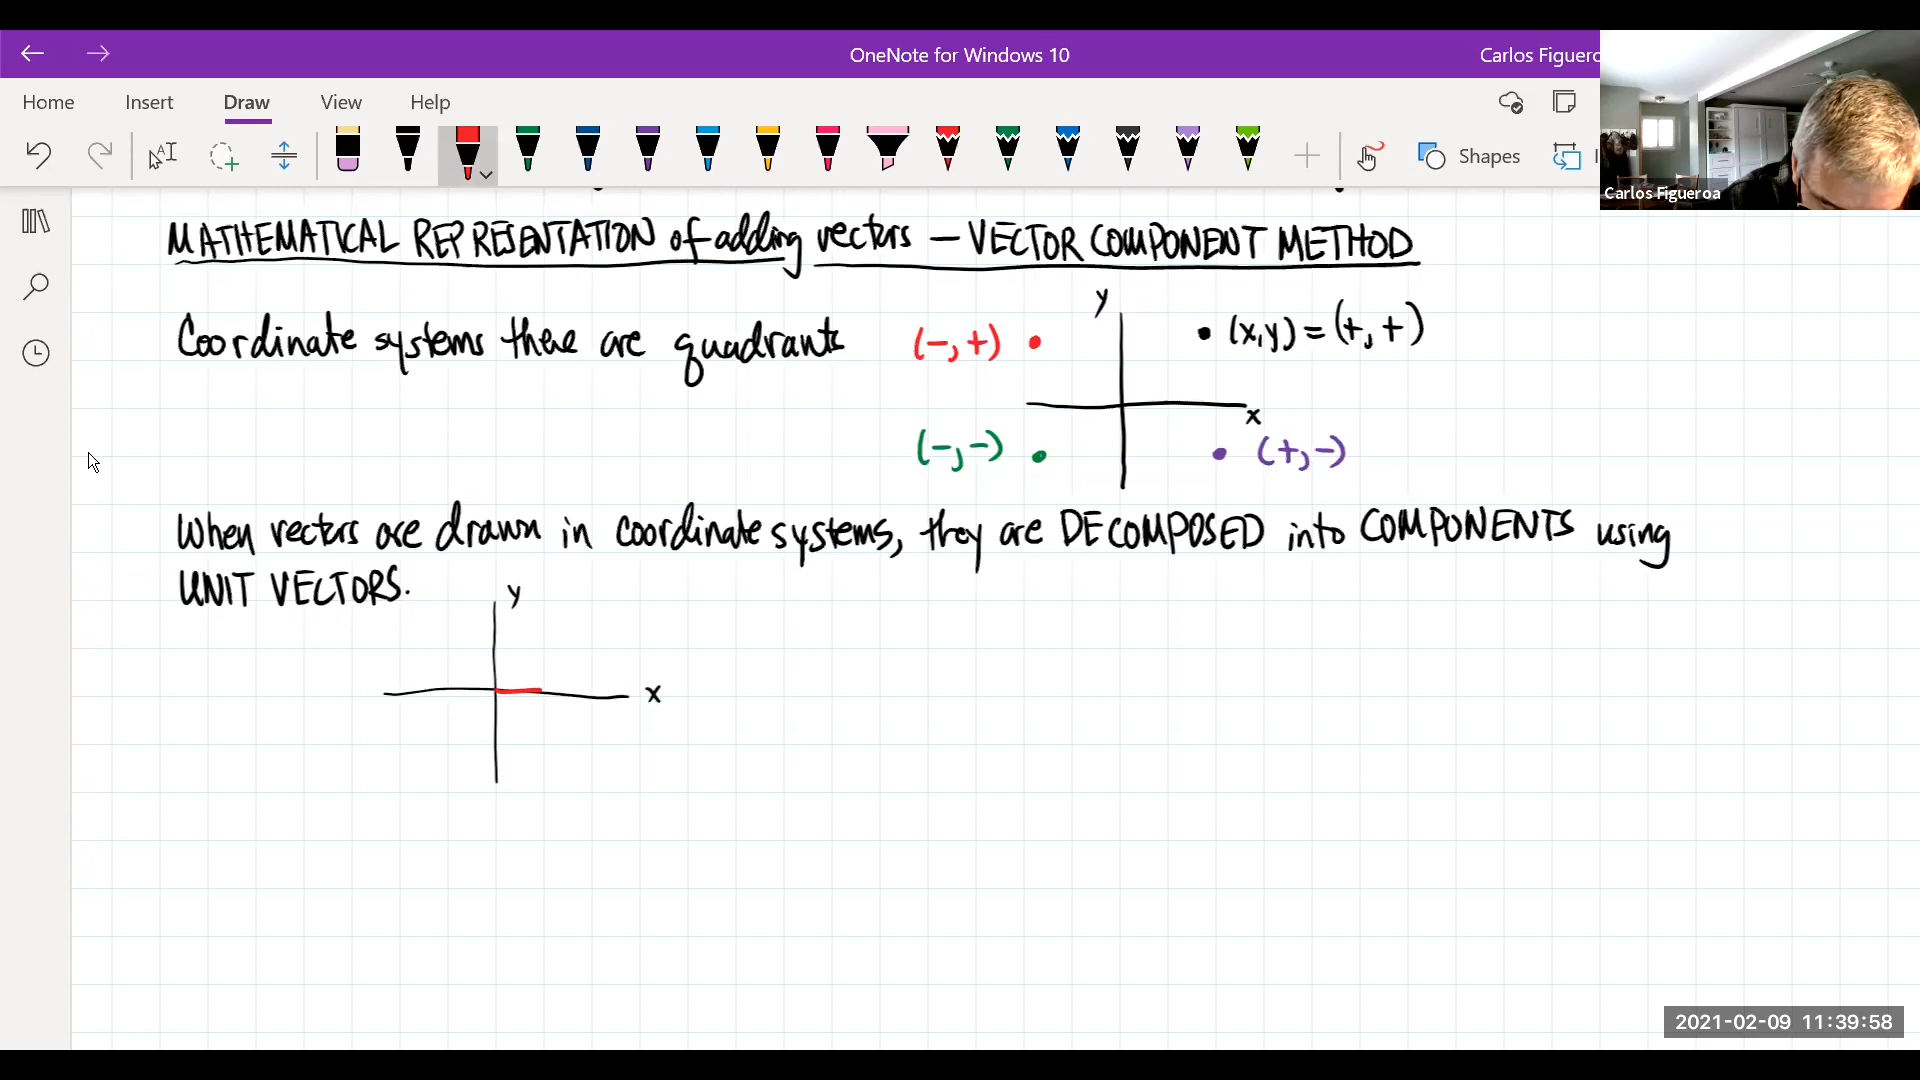 OneNote for Windows 10
Carlos Figuero
Home Insert Draw View Help
Shapes
Carlos Figueroa
MATHEMATICAL REPRESENTATION of adding vectors — VECTOR COMPONENT METHOD
Coordinate systems there are quadrants
y
(-,+)
(x,y) = (+,+)
x
(-,-)
(+,-)
When vectors are drawn in coordinate systems, they are DECOMPOSED into COMPONENTS using
UNIT VECTORS.
y
x
2021-02-09 11:39:58